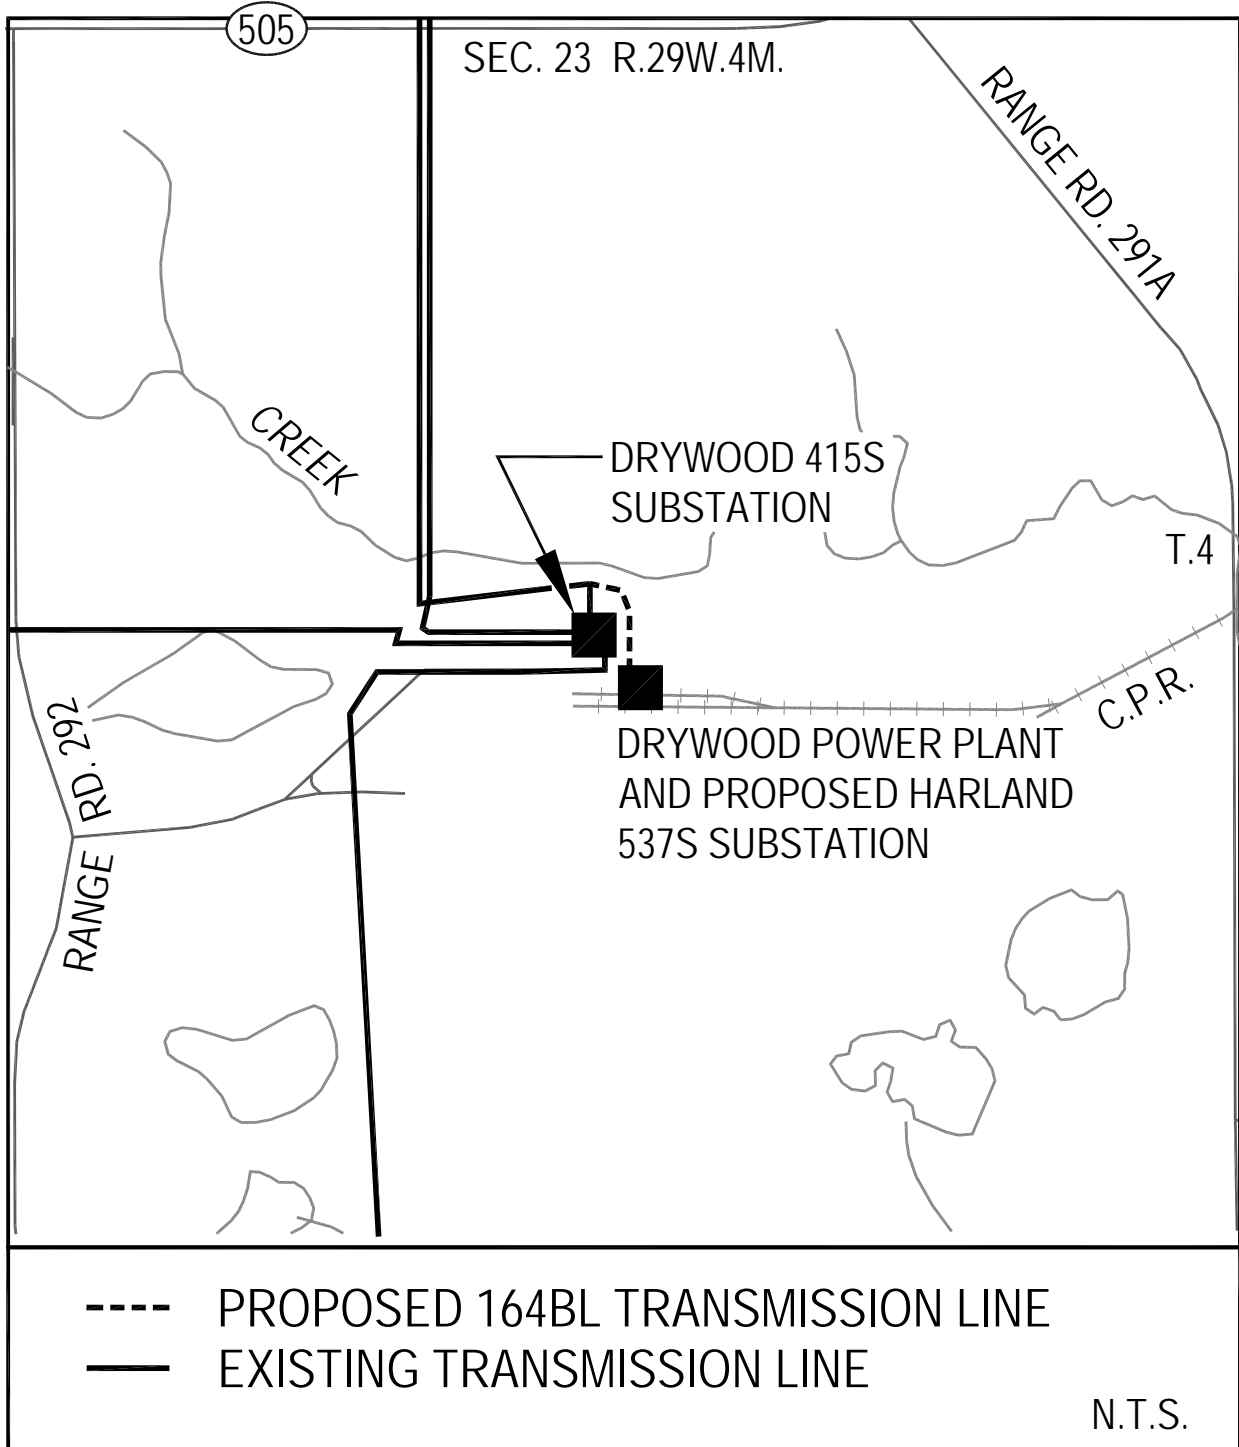 505
SEC. 23 R.29W.4M.
RANGE RD. 291A
CREEK
DRYWOOD 415S
SUBSTATION
T.4
C.P.R.
RANGE RD. 292
DRYWOOD POWER PLANT
AND PROPOSED HARLAND
537S SUBSTATION
PROPOSED 164BL TRANSMISSION LINE
EXISTING TRANSMISSION LINE
N.T.S.